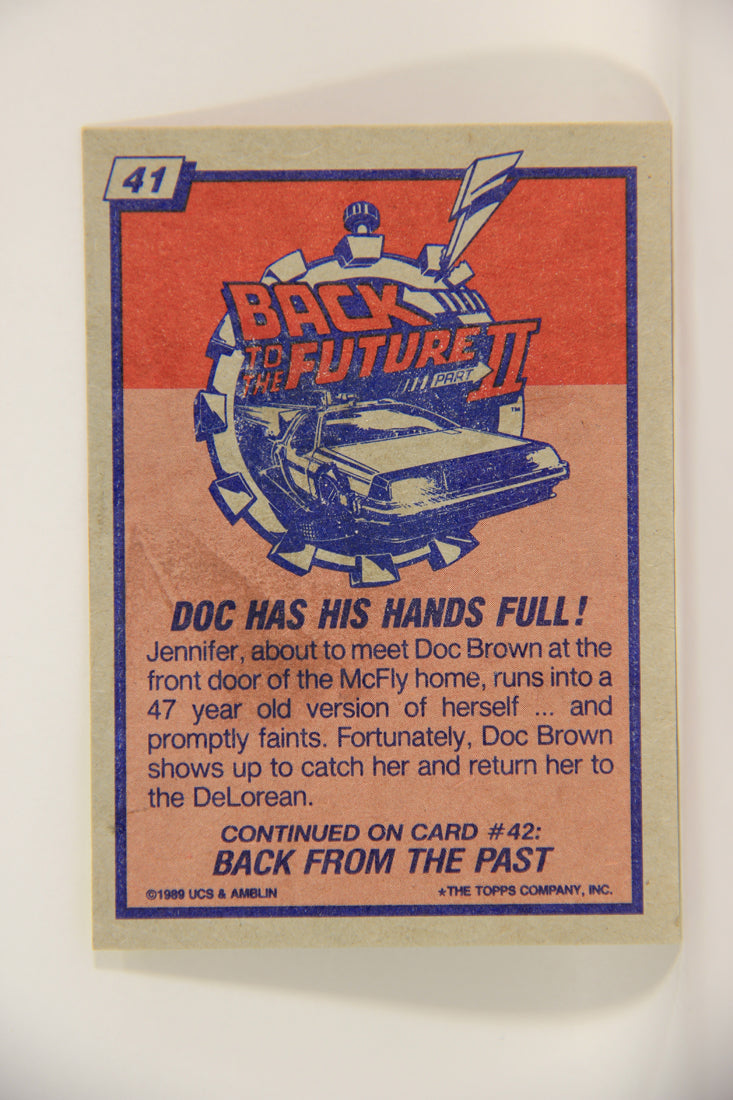 41
BACK
TO THE FUTURE
PART II
™
DOC HAS HIS HANDS FULL!
Jennifer, about to meet Doc Brown at the
front door of the McFly home, runs into a
47 year old version of herself ... and
promptly faints. Fortunately, Doc Brown
shows up to catch her and return her to
the DeLorean.
CONTINUED ON CARD #42:
BACK FROM THE PAST
©1989 UCS & AMBLIN
★THE TOPPS COMPANY, INC.